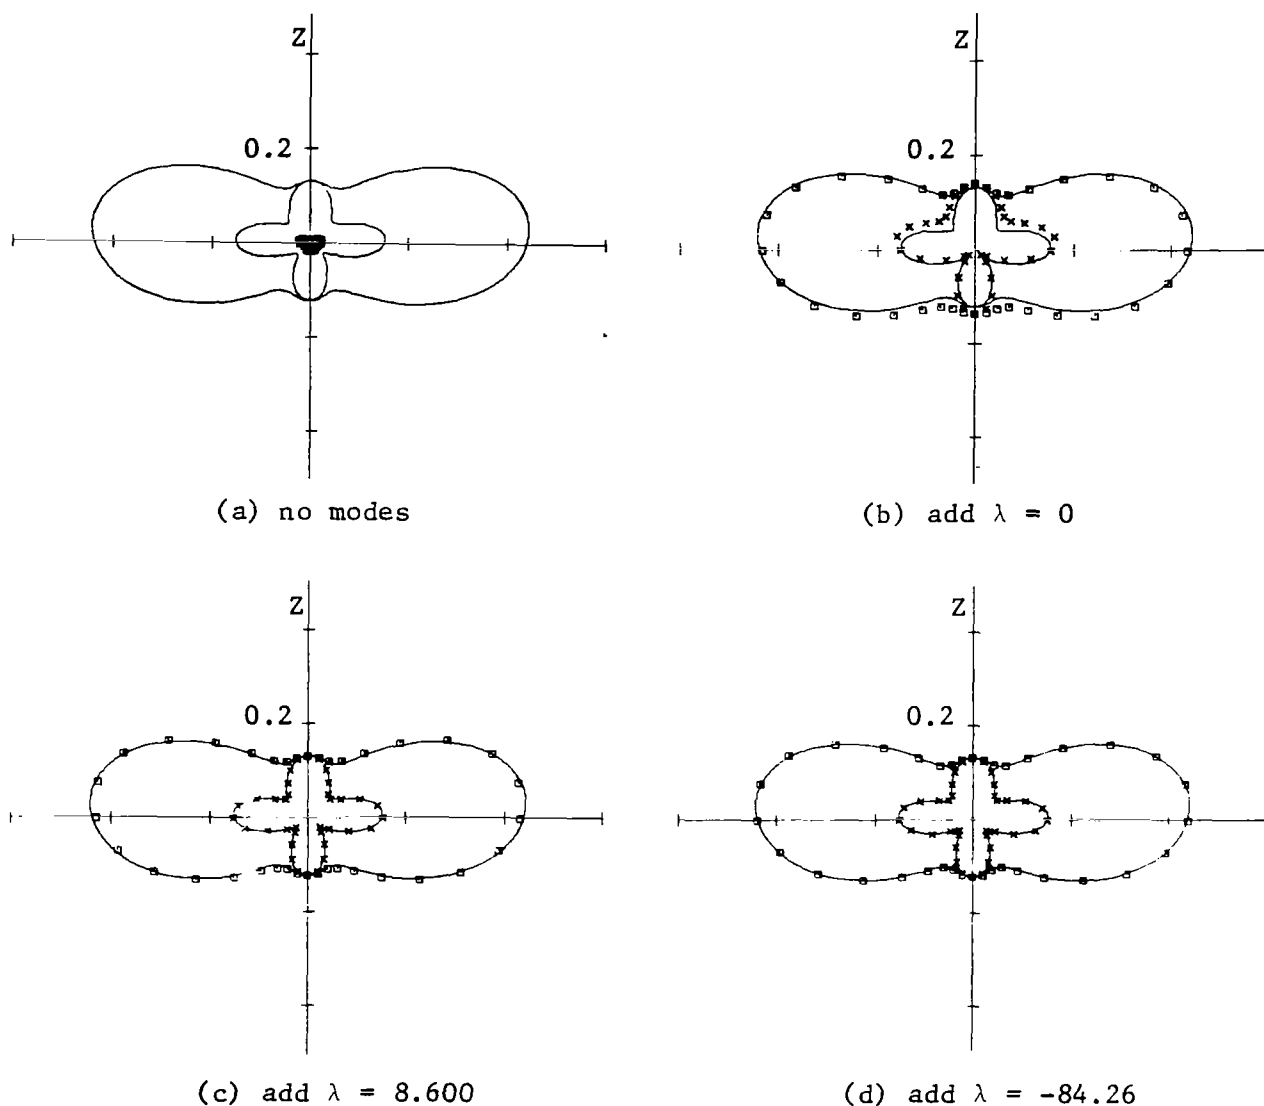 Z
0.2
(a) no modes
Z
0.2
(b) add λ = 0
Z
0.2
(c) add λ = 8.600
Z
0.2
(d) add λ = -84.26